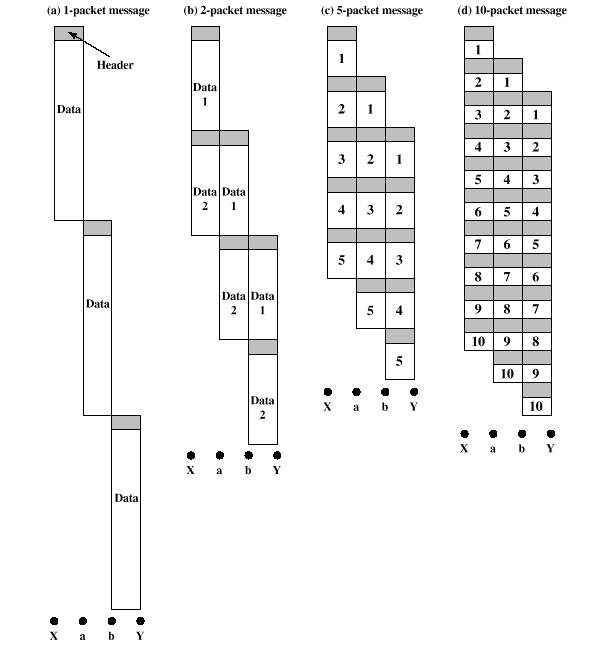 (a) 1-packet message
Header
Data
Data
Data
X a b Y
(b) 2-packet message
Data
1
Data Data
2 1
Data Data
2 1
Data
2
X a b Y
(c) 5-packet message
1
2 1
3 2 1
4 3 2
5 4 3
5 4
5
X a b Y
(d) 10-packet message
1
2 1
3 2 1
4 3 2
5 4 3
6 5 4
7 6 5
8 7 6
9 8 7
10 9 8
10 9
10
X a b Y